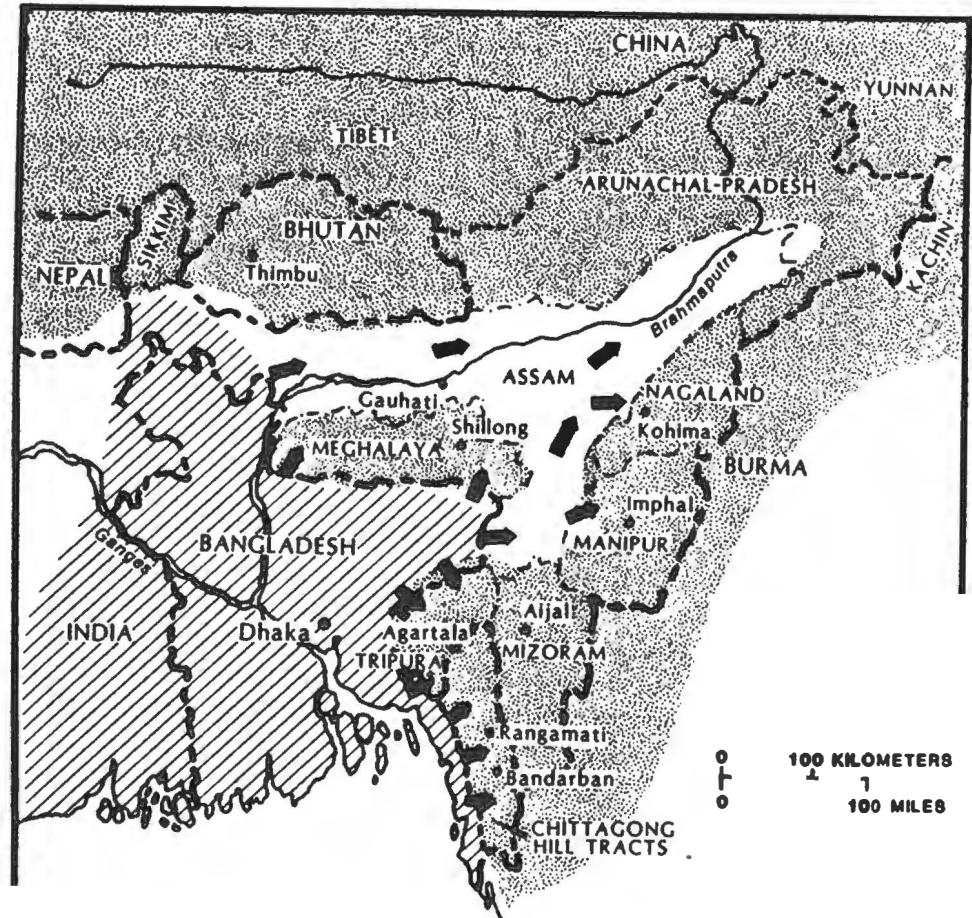 CHINA
YUNNAN
TIBET
ARUNACHAL-PRADESH
SIKKIM
BHUTAN
KACHIN
NEPAL
Thimbu
Brahmaputra
ASSAM
Gauhati
NAGALAND
Shillong
Kohima
MEGHALAYA
BURMA
Imphal
BANGLADESH
MANIPUR
Ganges
INDIA
Dhaka
Aijal
Agartala
MIZORAM
TRIPURA
Rangamati
0 100 KILOMETERS
Bandarban
0 100 MILES
CHITTAGONG
HILL TRACTS